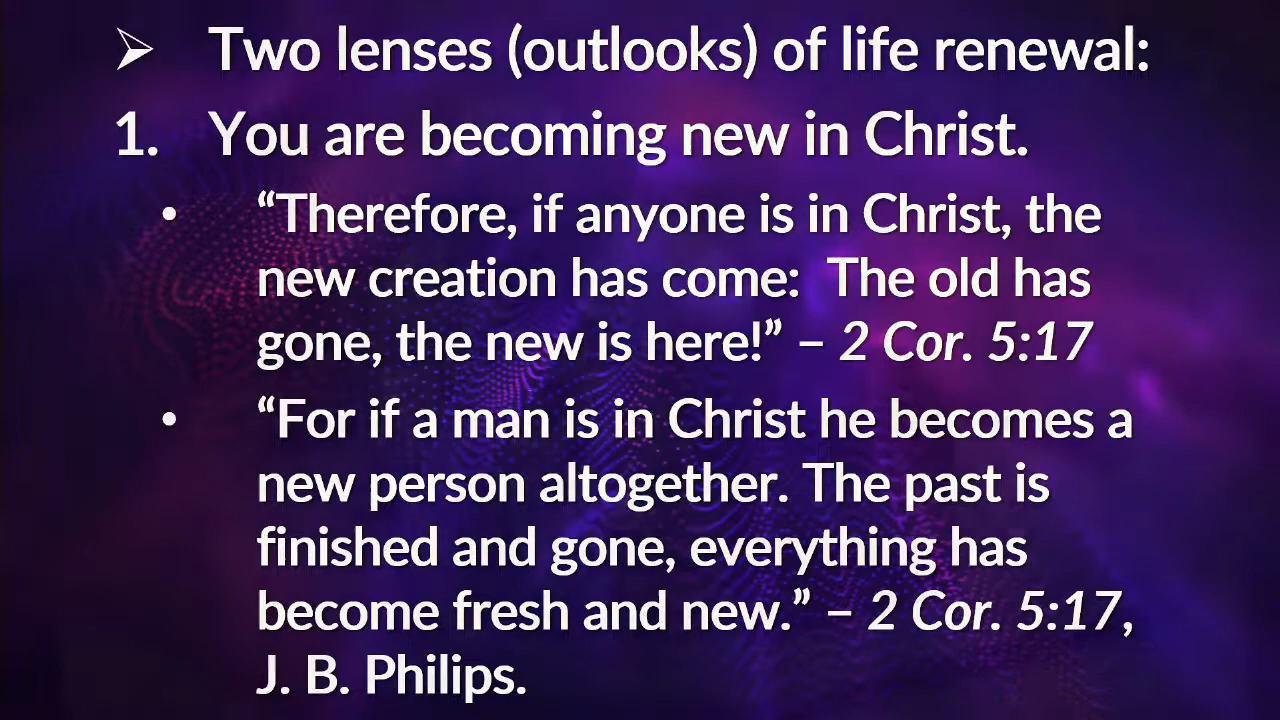 ➢ Two lenses (outlooks) of life renewal:
1. You are becoming new in Christ.
• “Therefore, if anyone is in Christ, the
new creation has come:  The old has
gone, the new is here!” – 2 Cor. 5:17
• “For if a man is in Christ he becomes a
new person altogether. The past is
finished and gone, everything has
become fresh and new.” – 2 Cor. 5:17,
J. B. Philips.